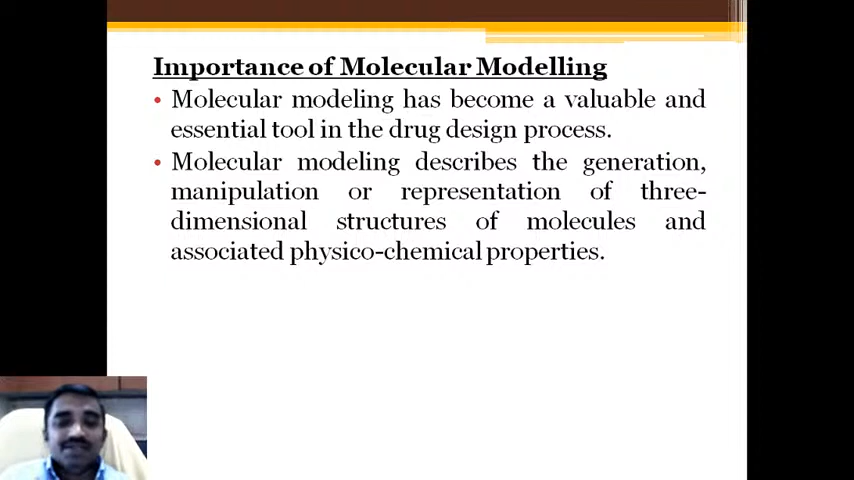 Importance of Molecular Modelling
• Molecular modeling has become a valuable and
essential tool in the drug design process.
• Molecular modeling describes the generation,
manipulation or representation of three-
dimensional structures of molecules and
associated physico-chemical properties.